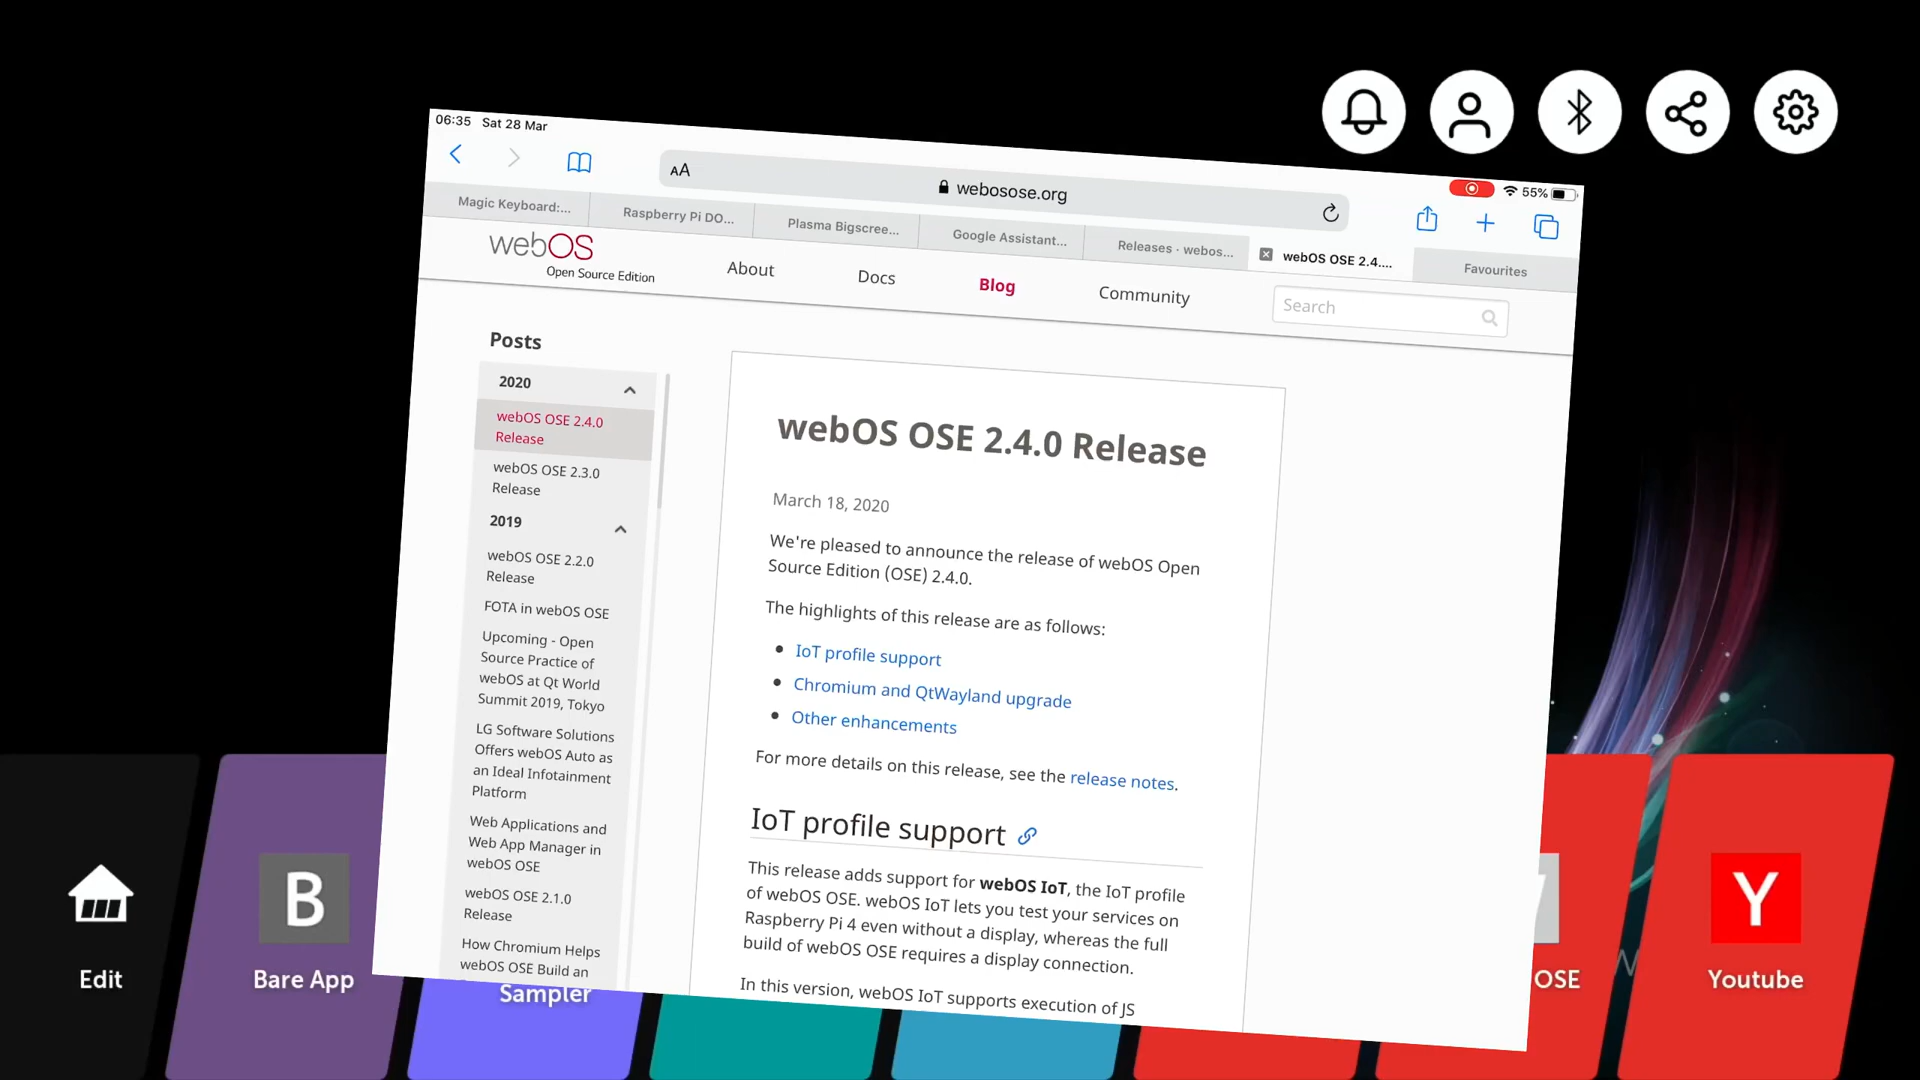 06:35 Sat 28 Mar
55%
AA
webosose.org
Magic Keyboard:...
Raspberry Pi DO...
Plasma Bigscree...
Google Assistant...
Releases · webos...
webOS OSE 2.4....
Favourites
webOS
Open Source Edition
About
Docs
Blog
Community
Search
Posts
2020
webOS OSE 2.4.0
Release
webOS OSE 2.3.0
Release
2019
webOS OSE 2.2.0
Release
FOTA in webOS OSE
Upcoming - Open
Source Practice of
webOS at Qt World
Summit 2019, Tokyo
LG Software Solutions
Offers webOS Auto as
an Ideal Infotainment
Platform
Web Applications and
Web App Manager in
webOS OSE
webOS OSE 2.1.0
Release
How Chromium Helps
webOS OSE Build an
webOS OSE 2.4.0 Release
March 18, 2020
We're pleased to announce the release of webOS Open
Source Edition (OSE) 2.4.0.
The highlights of this release are as follows:
• IoT profile support
• Chromium and QtWayland upgrade
• Other enhancements
For more details on this release, see the release notes.
IoT profile support
This release adds support for webOS IoT, the IoT profile
of webOS OSE. webOS IoT lets you test your services on
Raspberry Pi 4 even without a display, whereas the full
build of webOS OSE requires a display connection.
In this version, webOS IoT supports execution of JS
Edit
B
Bare App
Sampler
OSE
W
Y
Youtube